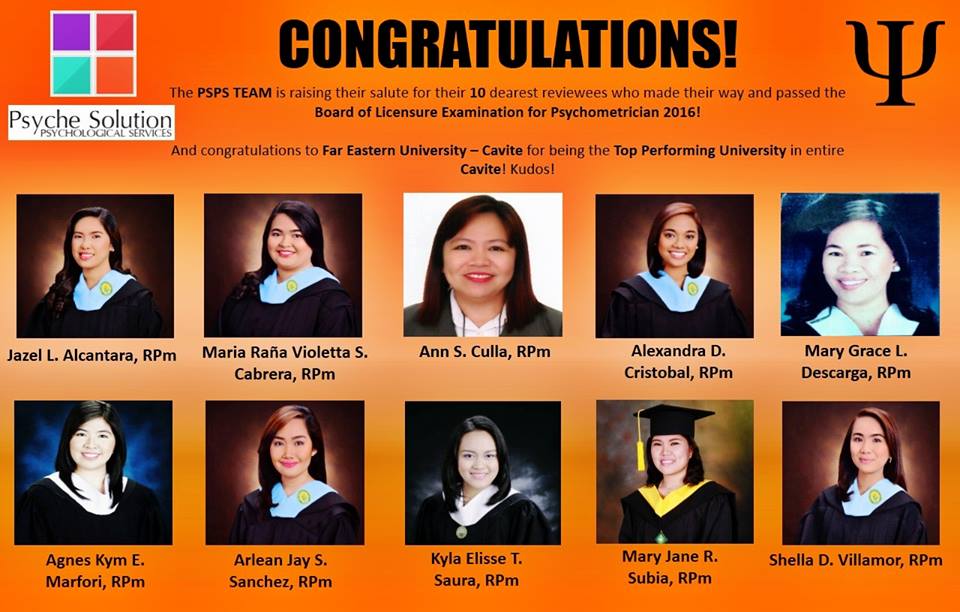 CONGRATULATIONS!
Ψ
The PSPS TEAM is raising their salute for their 10 dearest reviewees who made their way and passed the
Board of Licensure Examination for Psychometrician 2016!
Psyche Solution
PSYCHOLOGICAL SERVICES
And congratulations to Far Eastern University – Cavite for being the Top Performing University in entire
Cavite! Kudos!
Jazel L. Alcantara, RPm
Maria Raña Violetta S.
Cabrera, RPm
Ann S. Culla, RPm
Alexandra D.
Cristobal, RPm
Mary Grace L.
Descarga, RPm
Agnes Kym E.
Marfori, RPm
Arlean Jay S.
Sanchez, RPm
Kyla Elisse T.
Saura, RPm
Mary Jane R.
Subia, RPm
Shella D. Villamor, RPm